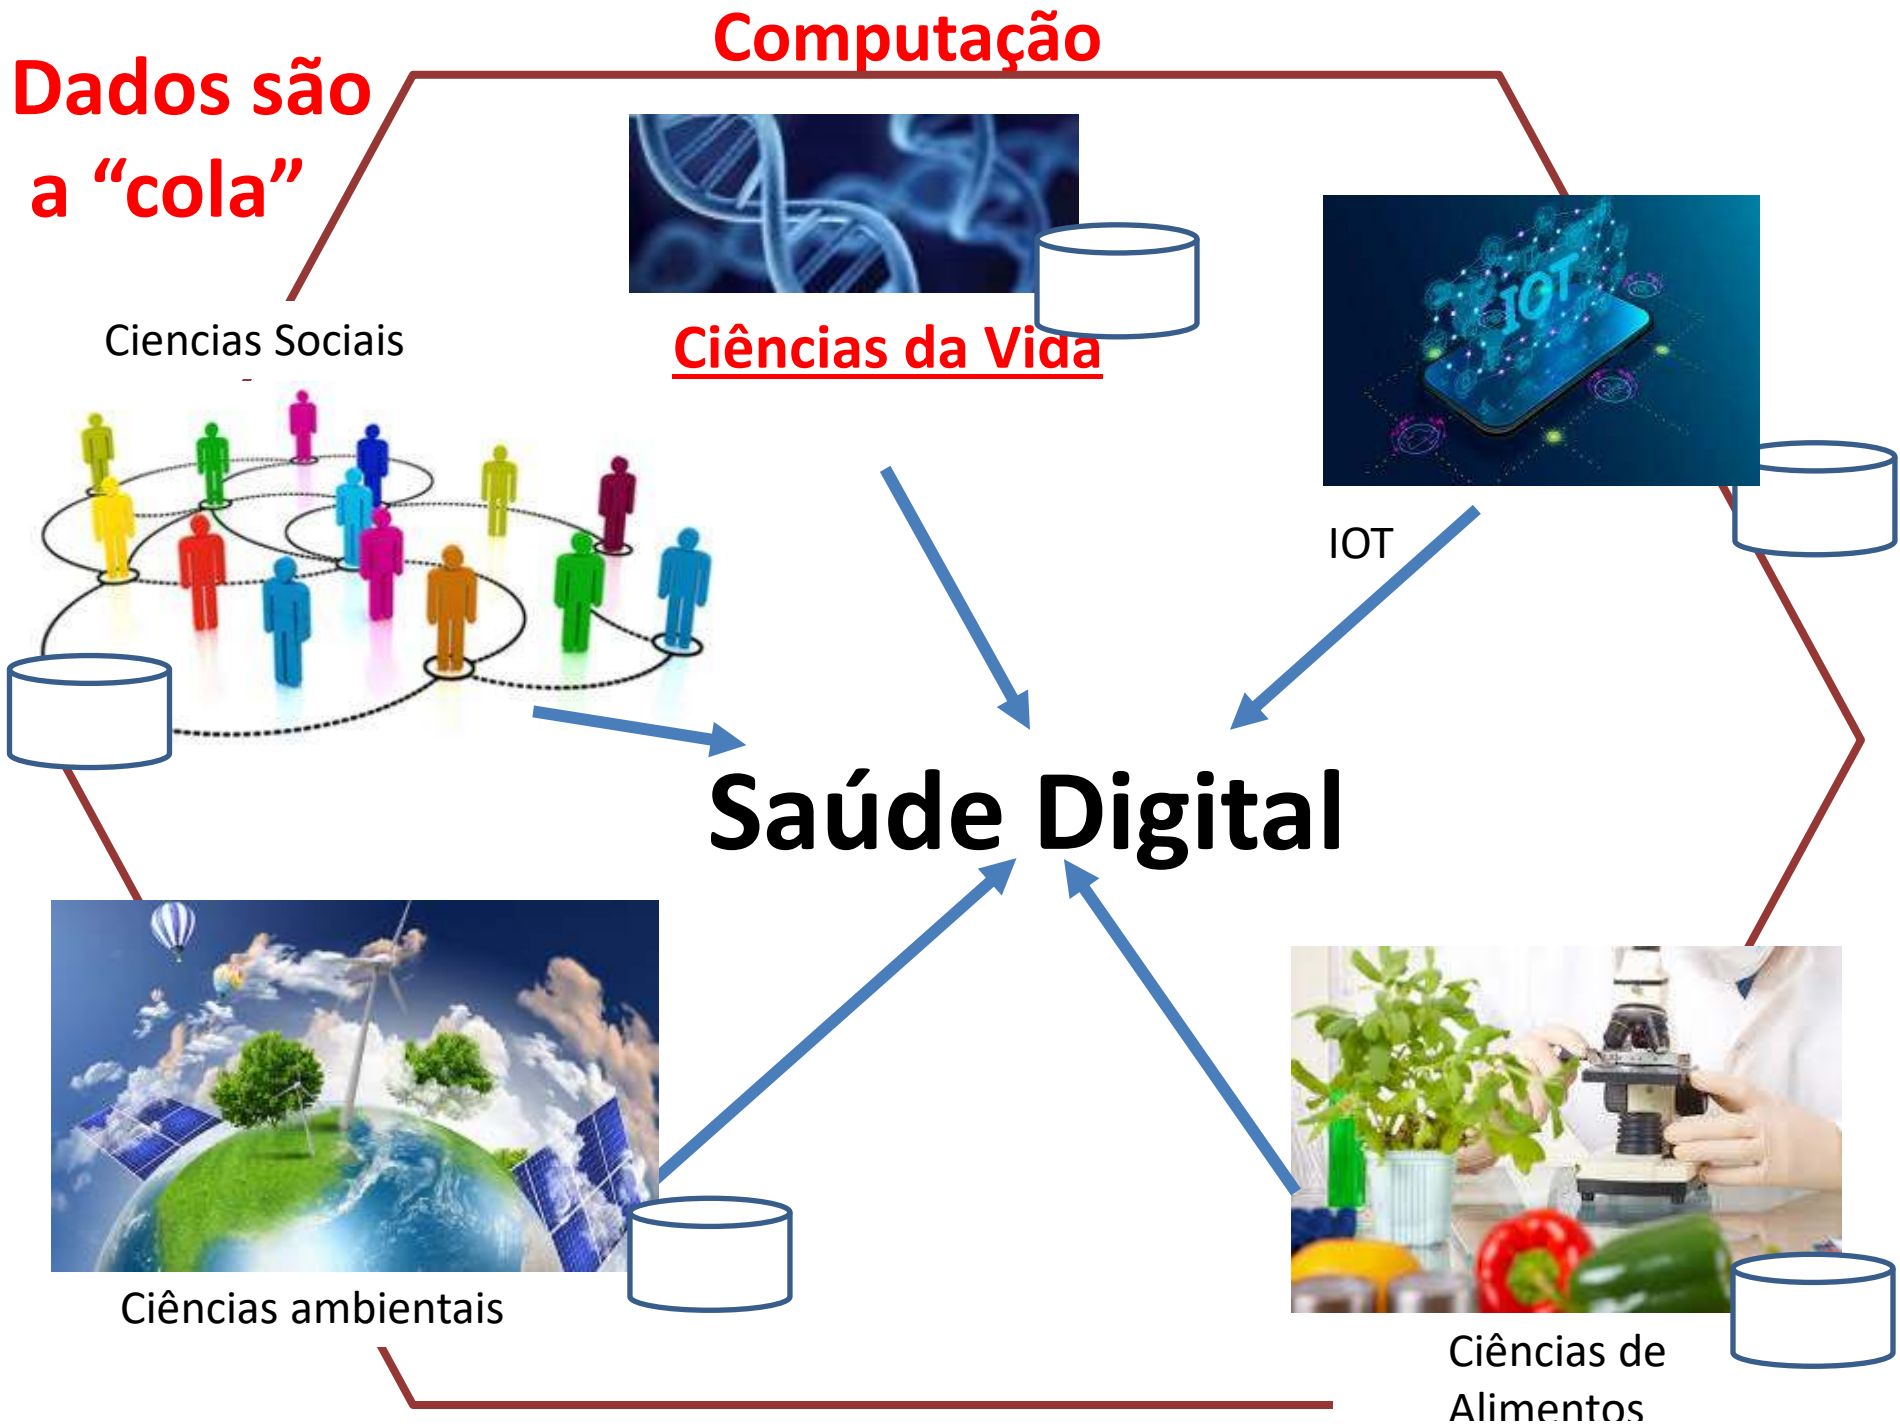 Computação
Dados são
a “cola”
Ciencias Sociais
Ciências da Vida
IOT
IOT
Saúde Digital
Ciências ambientais
Ciências de
Alimentos